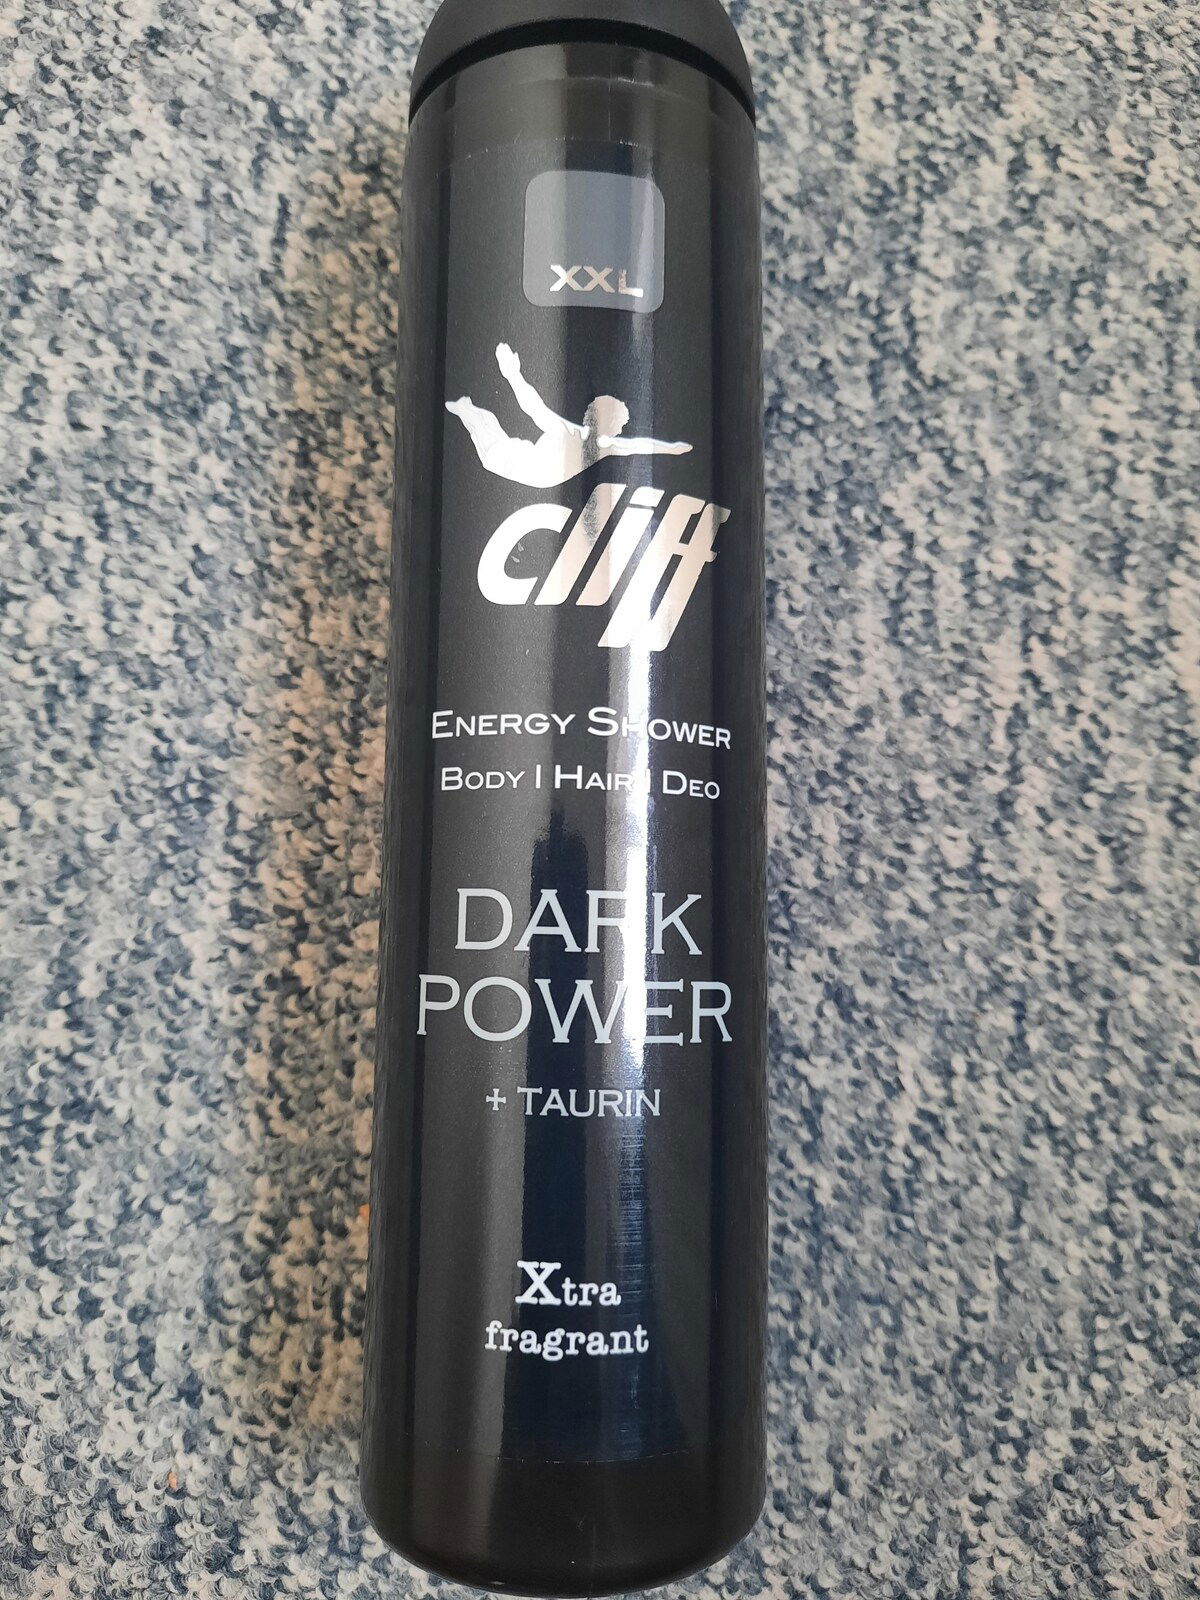 XXL
cliff
ENERGY SHOWER
BODY | HAIR | DEO
DARK
POWER
+ TAURIN
Xtra
fragrant